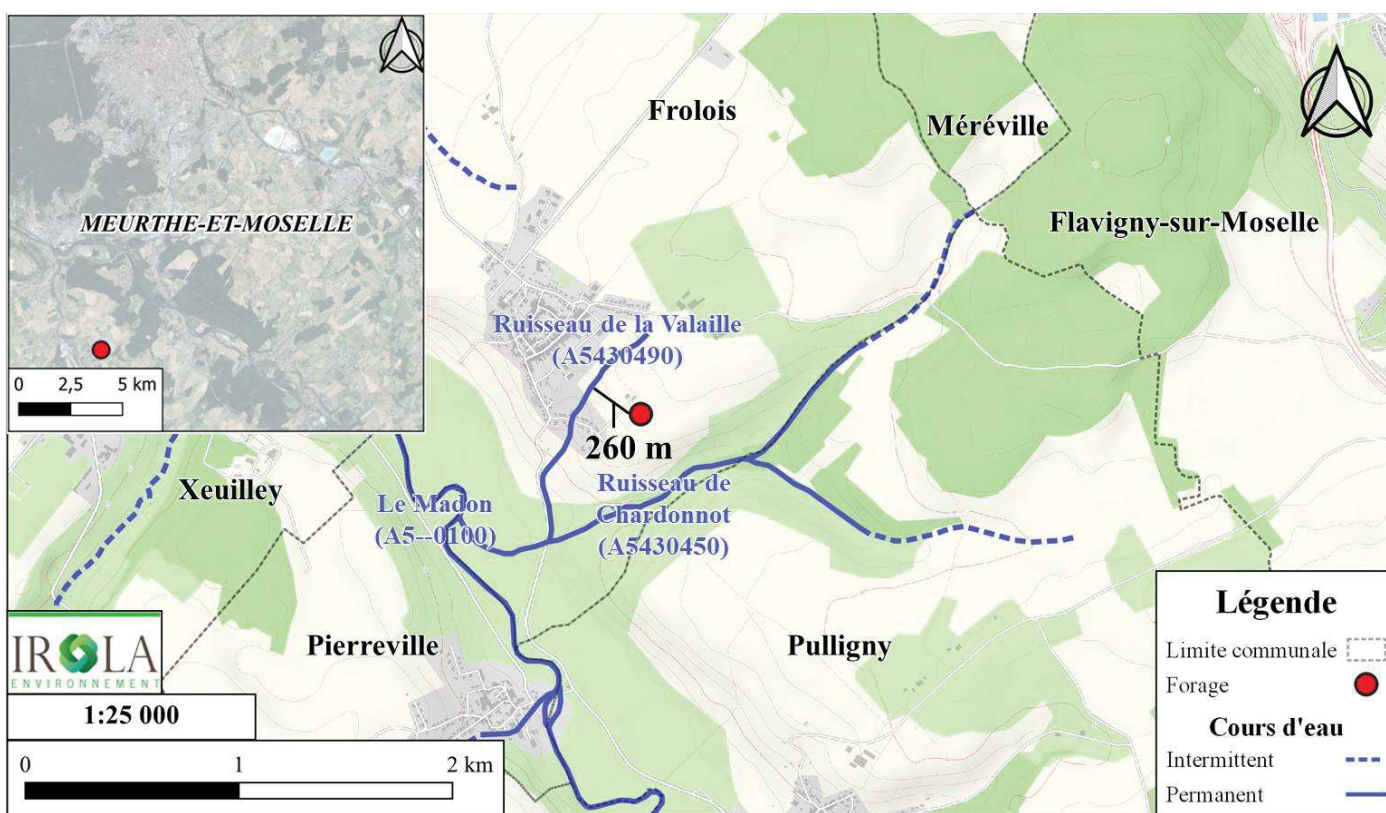 MEURTHE-ET-MOSELLE
0 2,5 5 km
Frolois
Méréville
Flavigny-sur-Moselle
Ruisseau de la Valaille
(A5430490)
260 m
Xeuilley
Le Madon
(A5--0100)
Ruisseau de
Chardonnot
(A5430450)
Pierreville
Pulligny
IROLA
ENVIRONNEMENT
1:25 000
0 1 2 km
Légende
Limite communale
Forage
Cours d'eau
Intermittent
Permanent